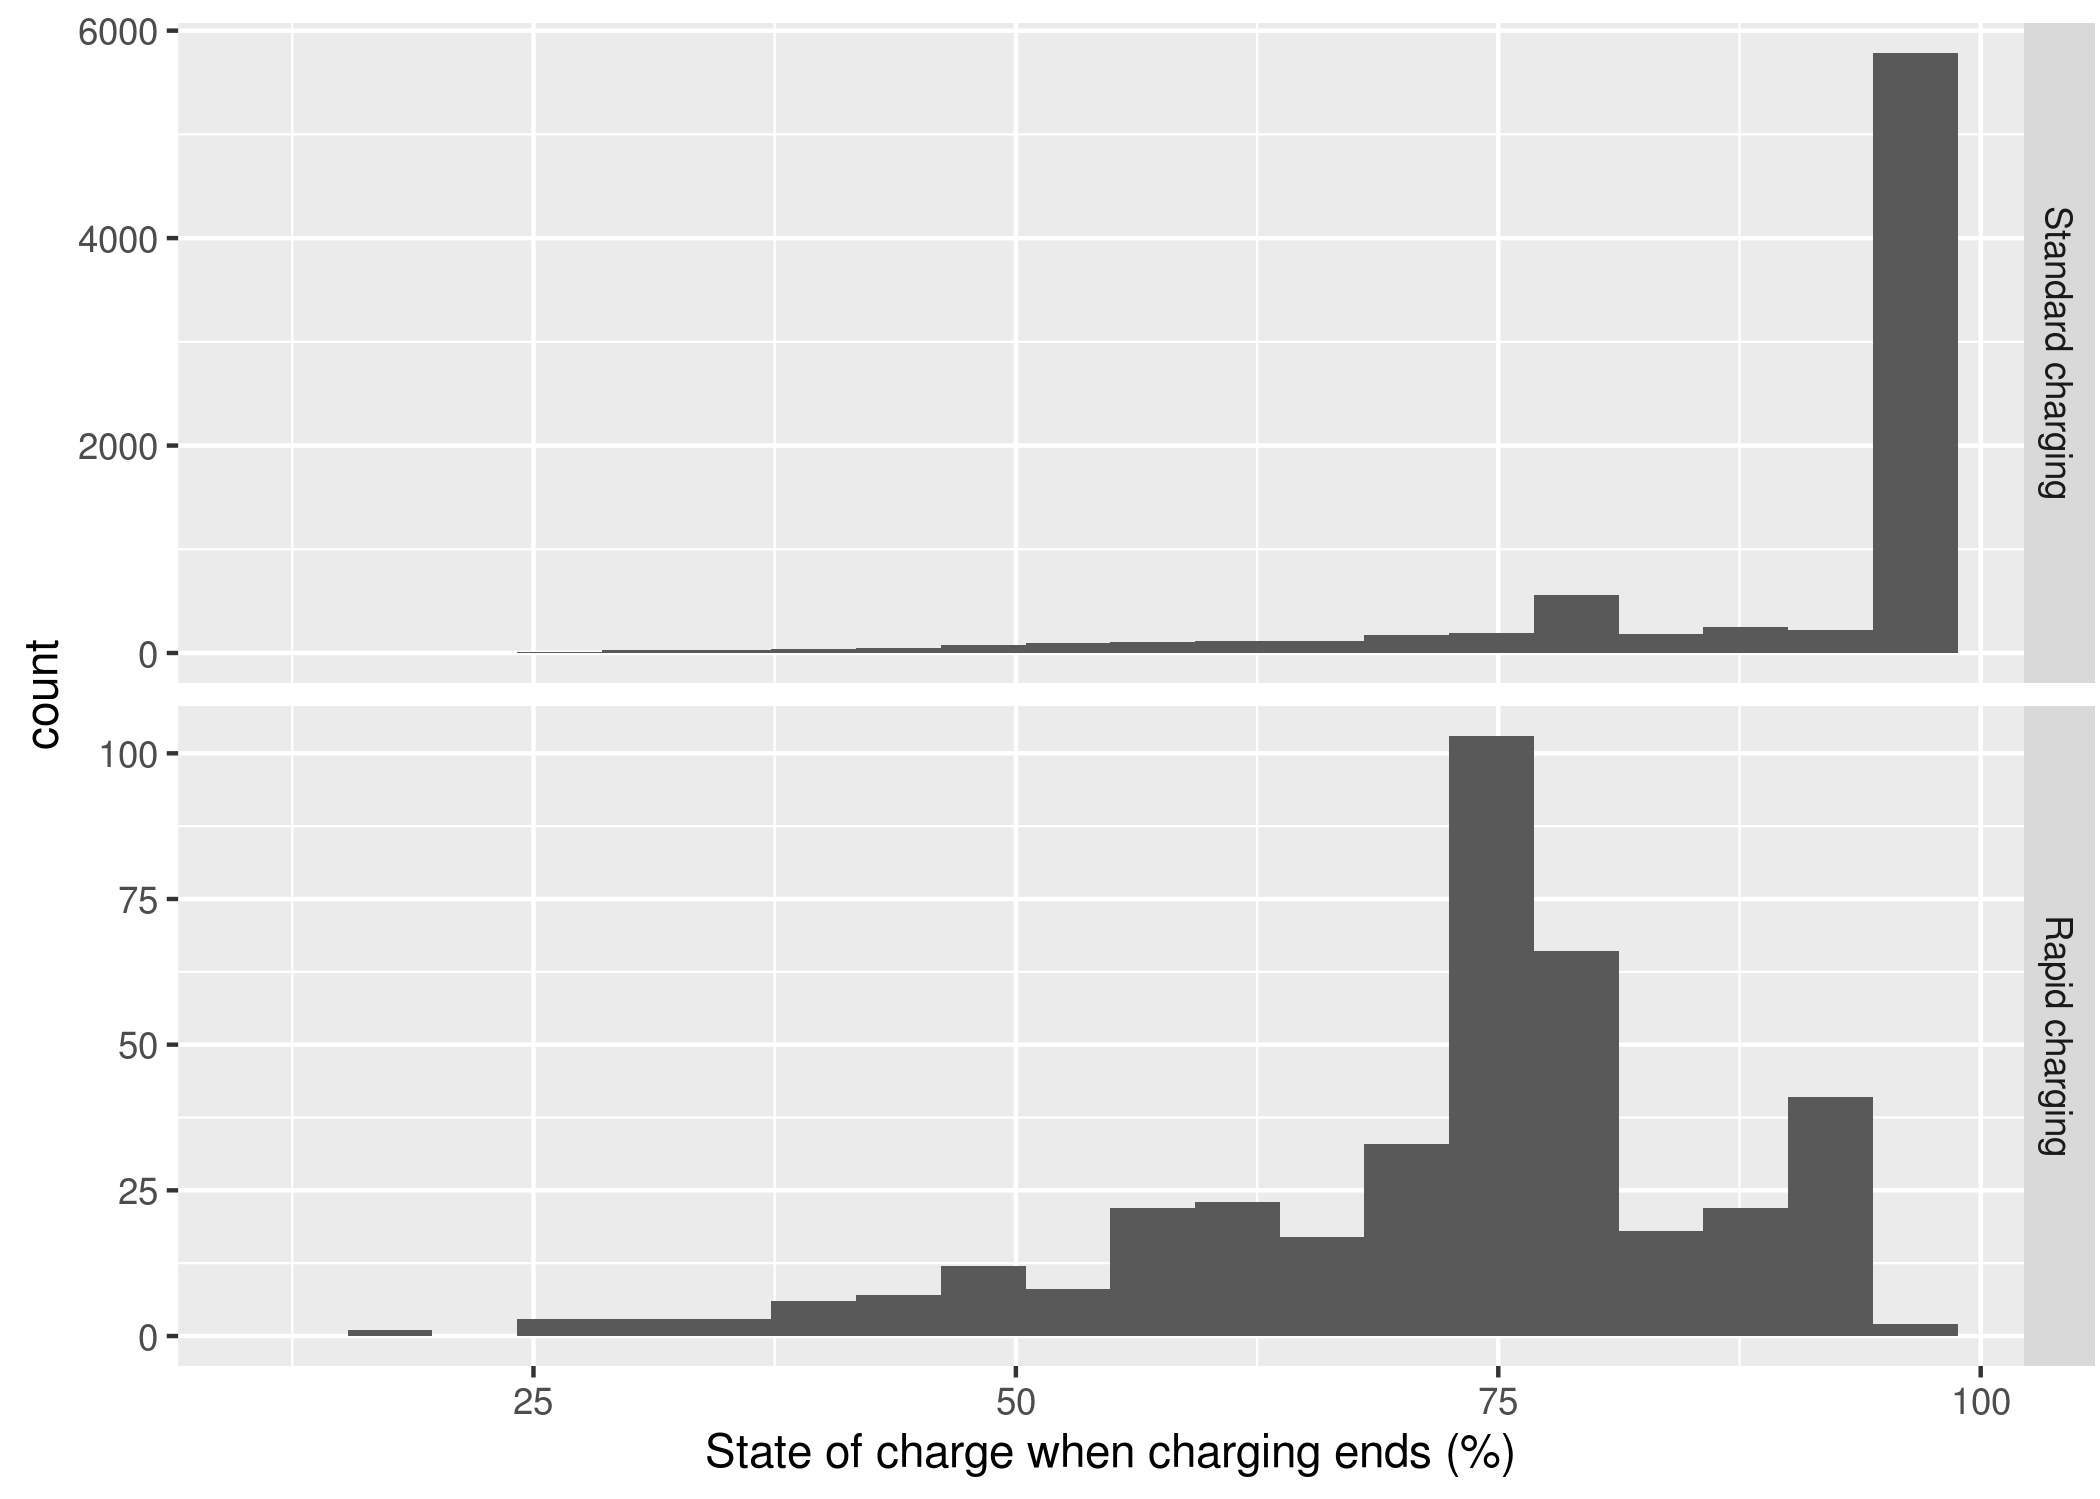 6000
4000
2000
0
Standard charging
count
100
75
50
25
0
Rapid charging
25 50 75 100
State of charge when charging ends (%)